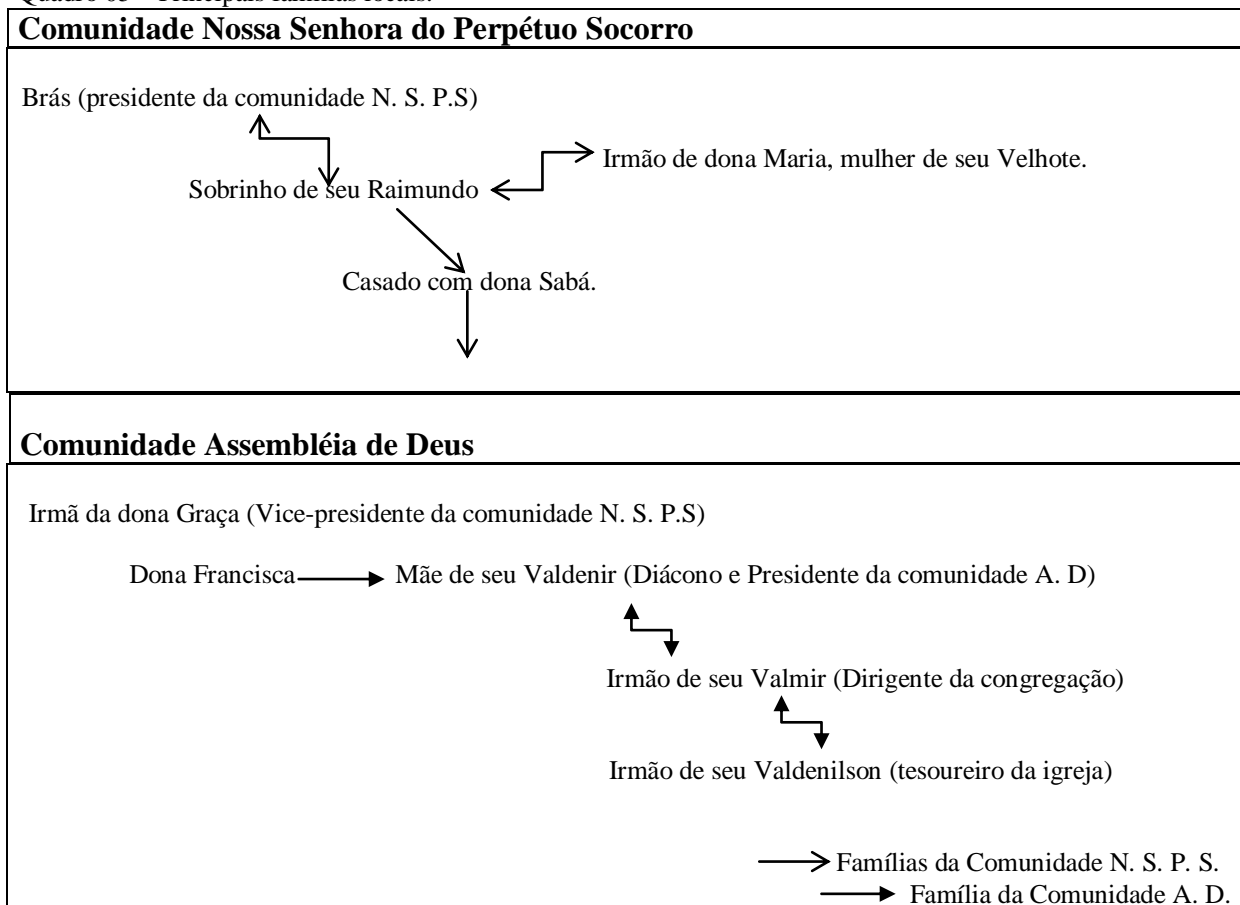 Comunidade Nossa Senhora do Perpétuo Socorro
Brás (presidente da comunidade N. S. P.S)
Irmão de dona Maria, mulher de seu Velhote.
Sobrinho de seu Raimundo
Casado com dona Sabá.
Comunidade Assembléia de Deus
Irmã da dona Graça (Vice-presidente da comunidade N. S. P.S)
Dona Francisca Mãe de seu Valdenir (Diácono e Presidente da comunidade A. D)
Irmão de seu Valmir (Dirigente da congregação)
Irmão de seu Valdenilson (tesoureiro da igreja)
Famílias da Comunidade N. S. P. S.
Família da Comunidade A. D.